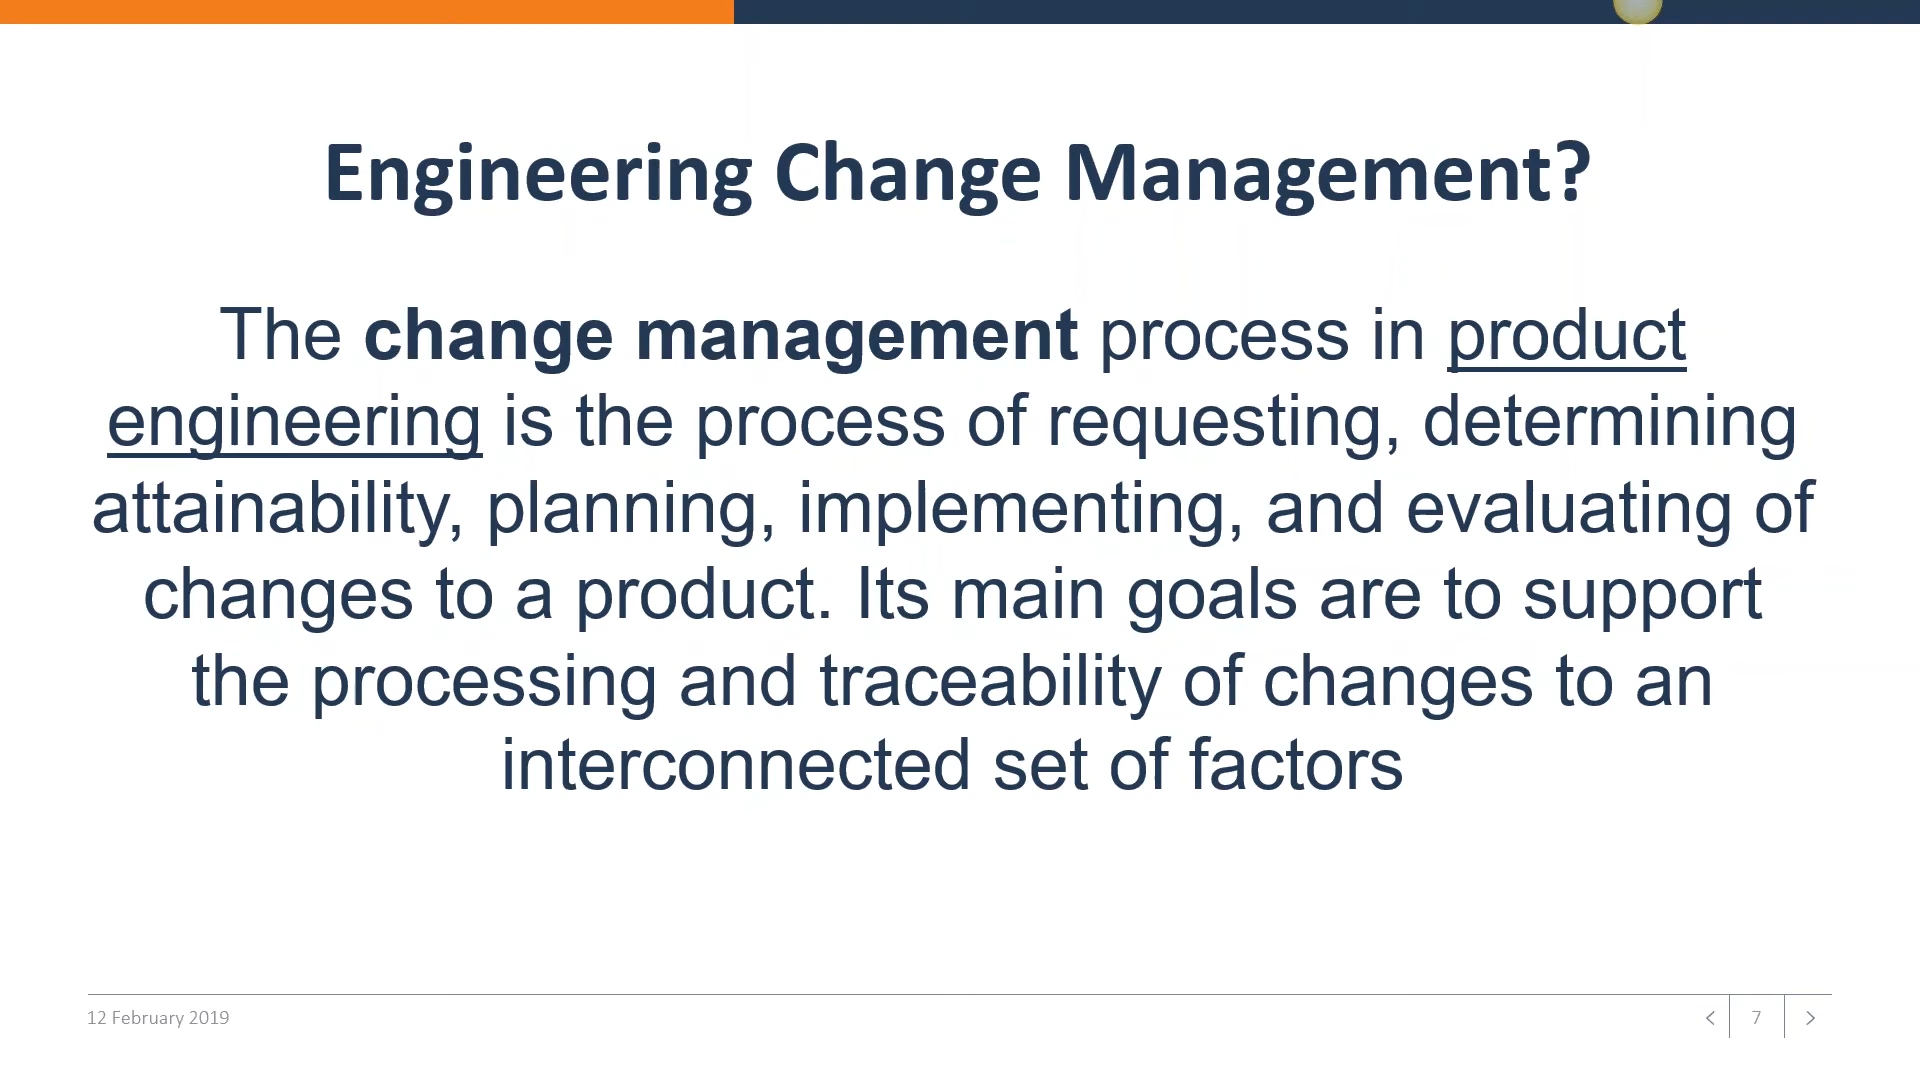 Engineering Change Management?
The change management process in product
engineering is the process of requesting, determining
attainability, planning, implementing, and evaluating of
changes to a product. Its main goals are to support
the processing and traceability of changes to an
interconnected set of factors
12 February 2019
< 7 >